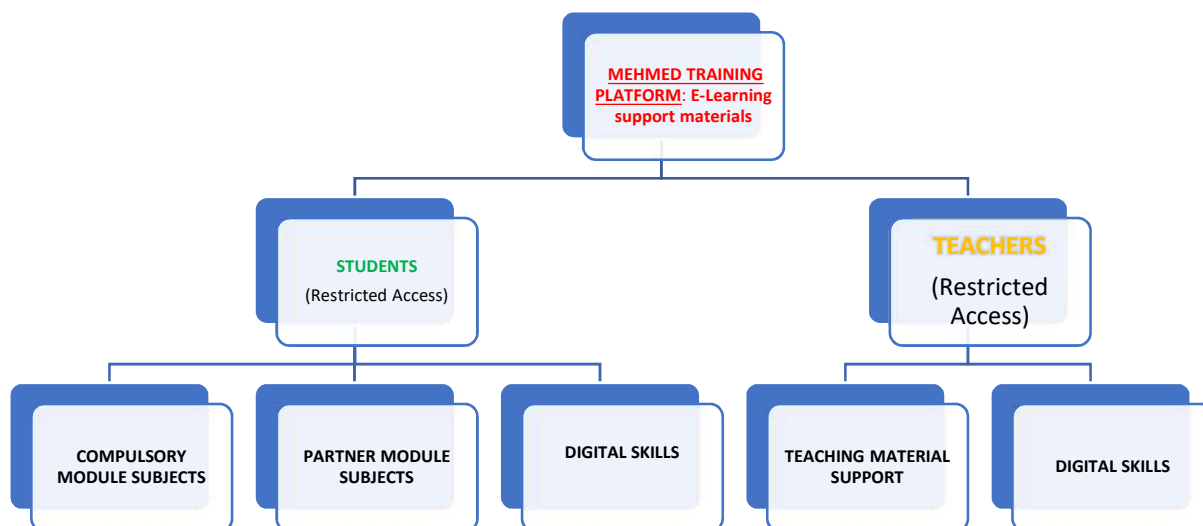 MEHMED TRAINING
PLATFORM: E-Learning
support materials
STUDENTS
(Restricted Access)
TEACHERS
(Restricted
Access)
COMPULSORY
MODULE SUBJECTS
PARTNER MODULE
SUBJECTS
DIGITAL SKILLS
TEACHING MATERIAL
SUPPORT
DIGITAL SKILLS